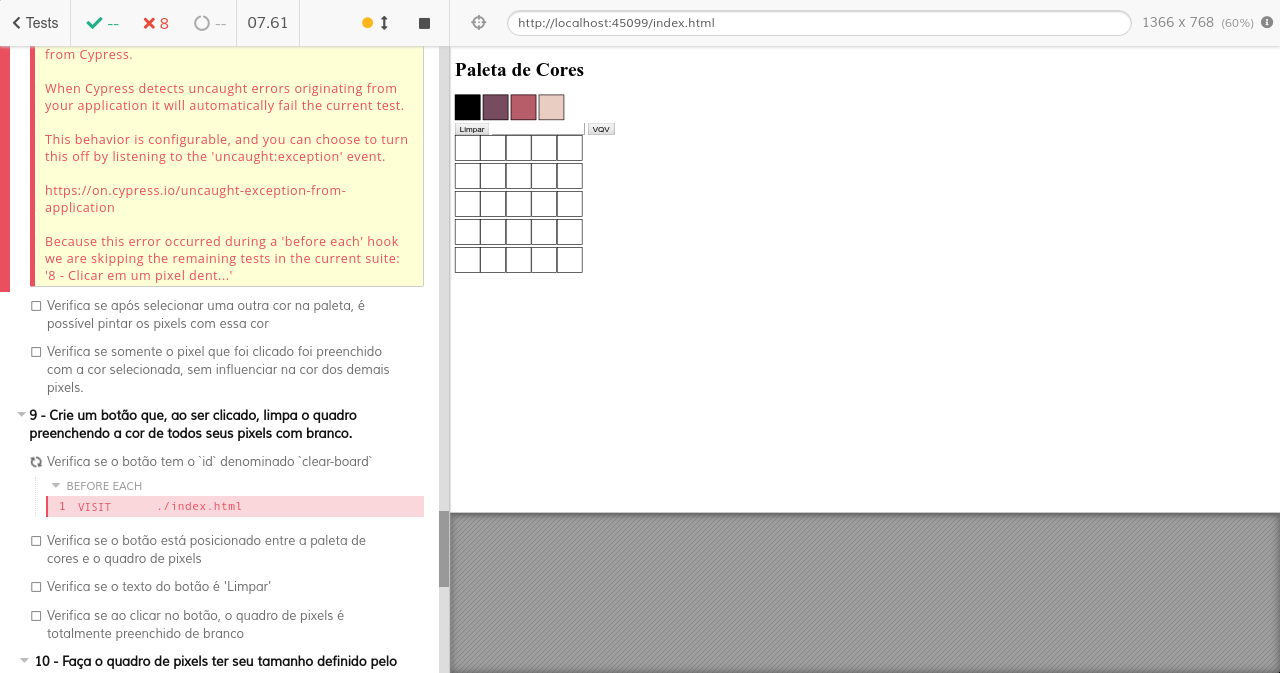 Tests
--
8
--
07.61
http://localhost:45099/index.html
1366 x 768 (60%)
from Cypress.
When Cypress detects uncaught errors originating from
your application it will automatically fail the current test.
This behavior is configurable, and you can choose to turn
this off by listening to the 'uncaught:exception' event.
https://on.cypress.io/uncaught-exception-from-
application
Because this error occurred during a 'before each' hook
we are skipping the remaining tests in the current suite:
'8 - Clicar em um pixel dent...'
Verifica se após selecionar uma outra cor na paleta, é
possível pintar os pixels com essa cor
Verifica se somente o pixel que foi clicado foi preenchido
com a cor selecionada, sem influenciar na cor dos demais
pixels.
9 - Crie um botão que, ao ser clicado, limpa o quadro
preenchendo a cor de todos seus pixels com branco.
Verifica se o botão tem o `id` denominado `clear-board`
BEFORE EACH
1 VISIT ./index.html
Verifica se o botão está posicionado entre a paleta de
cores e o quadro de pixels
Verifica se o texto do botão é 'Limpar'
Verifica se ao clicar no botão, o quadro de pixels é
totalmente preenchido de branco
10 - Faça o quadro de pixels ter seu tamanho definido pelo
Paleta de Cores
Limpar
VQV